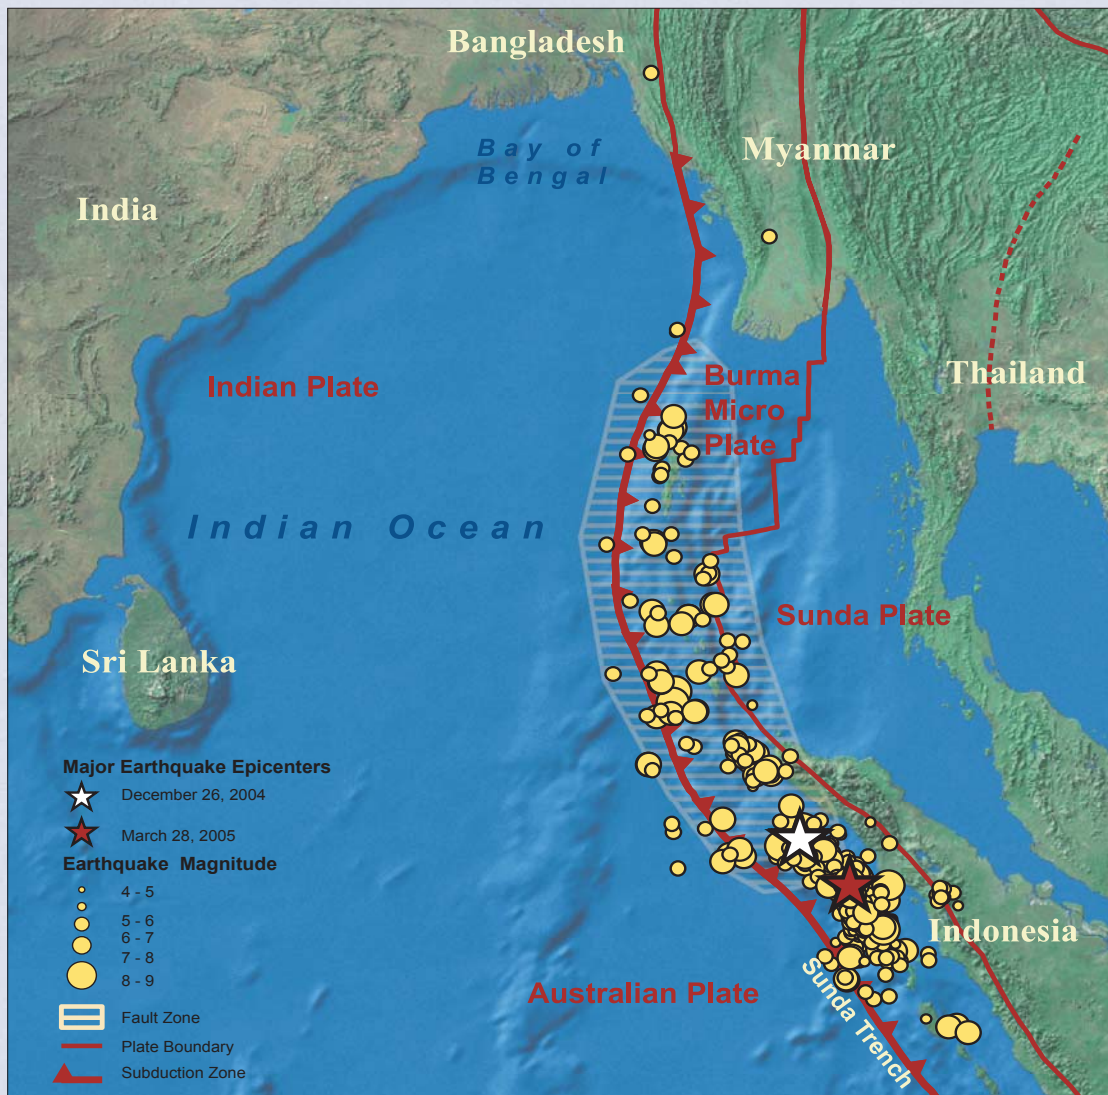 Bangladesh
Bay of
Bengal
Myanmar
India
Thailand
Indian Plate
Burma
Micro
Plate
Indian Ocean
Sunda Plate
Sri Lanka
Major Earthquake Epicenters
December 26, 2004
March 28, 2005
Earthquake Magnitude
4 - 5
5 - 6
6 - 7
7 - 8
8 - 9
Fault Zone
Plate Boundary
Subduction Zone
Indonesia
Australian Plate
Sunda Trench